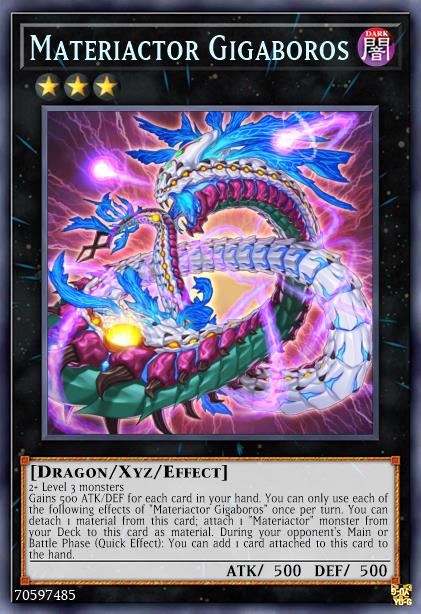 MATERIACTOR GIGABOROS
DARK
闇
[DRAGON/XYZ/EFFECT]
2+ Level 3 monsters
Gains 500 ATK/DEF for each card in your hand. You can only use each
of the following effects of "Materiactor Gigaboros" once per turn. You can
detach 1 material from this card; attach 1 "Materiactor" monster from
your Deck to this card as material. During your opponent's Main or
Battle Phase (Quick Effect): You can add 1 card attached to this card to
the hand.
ATK/ 500 DEF/ 500
70597485